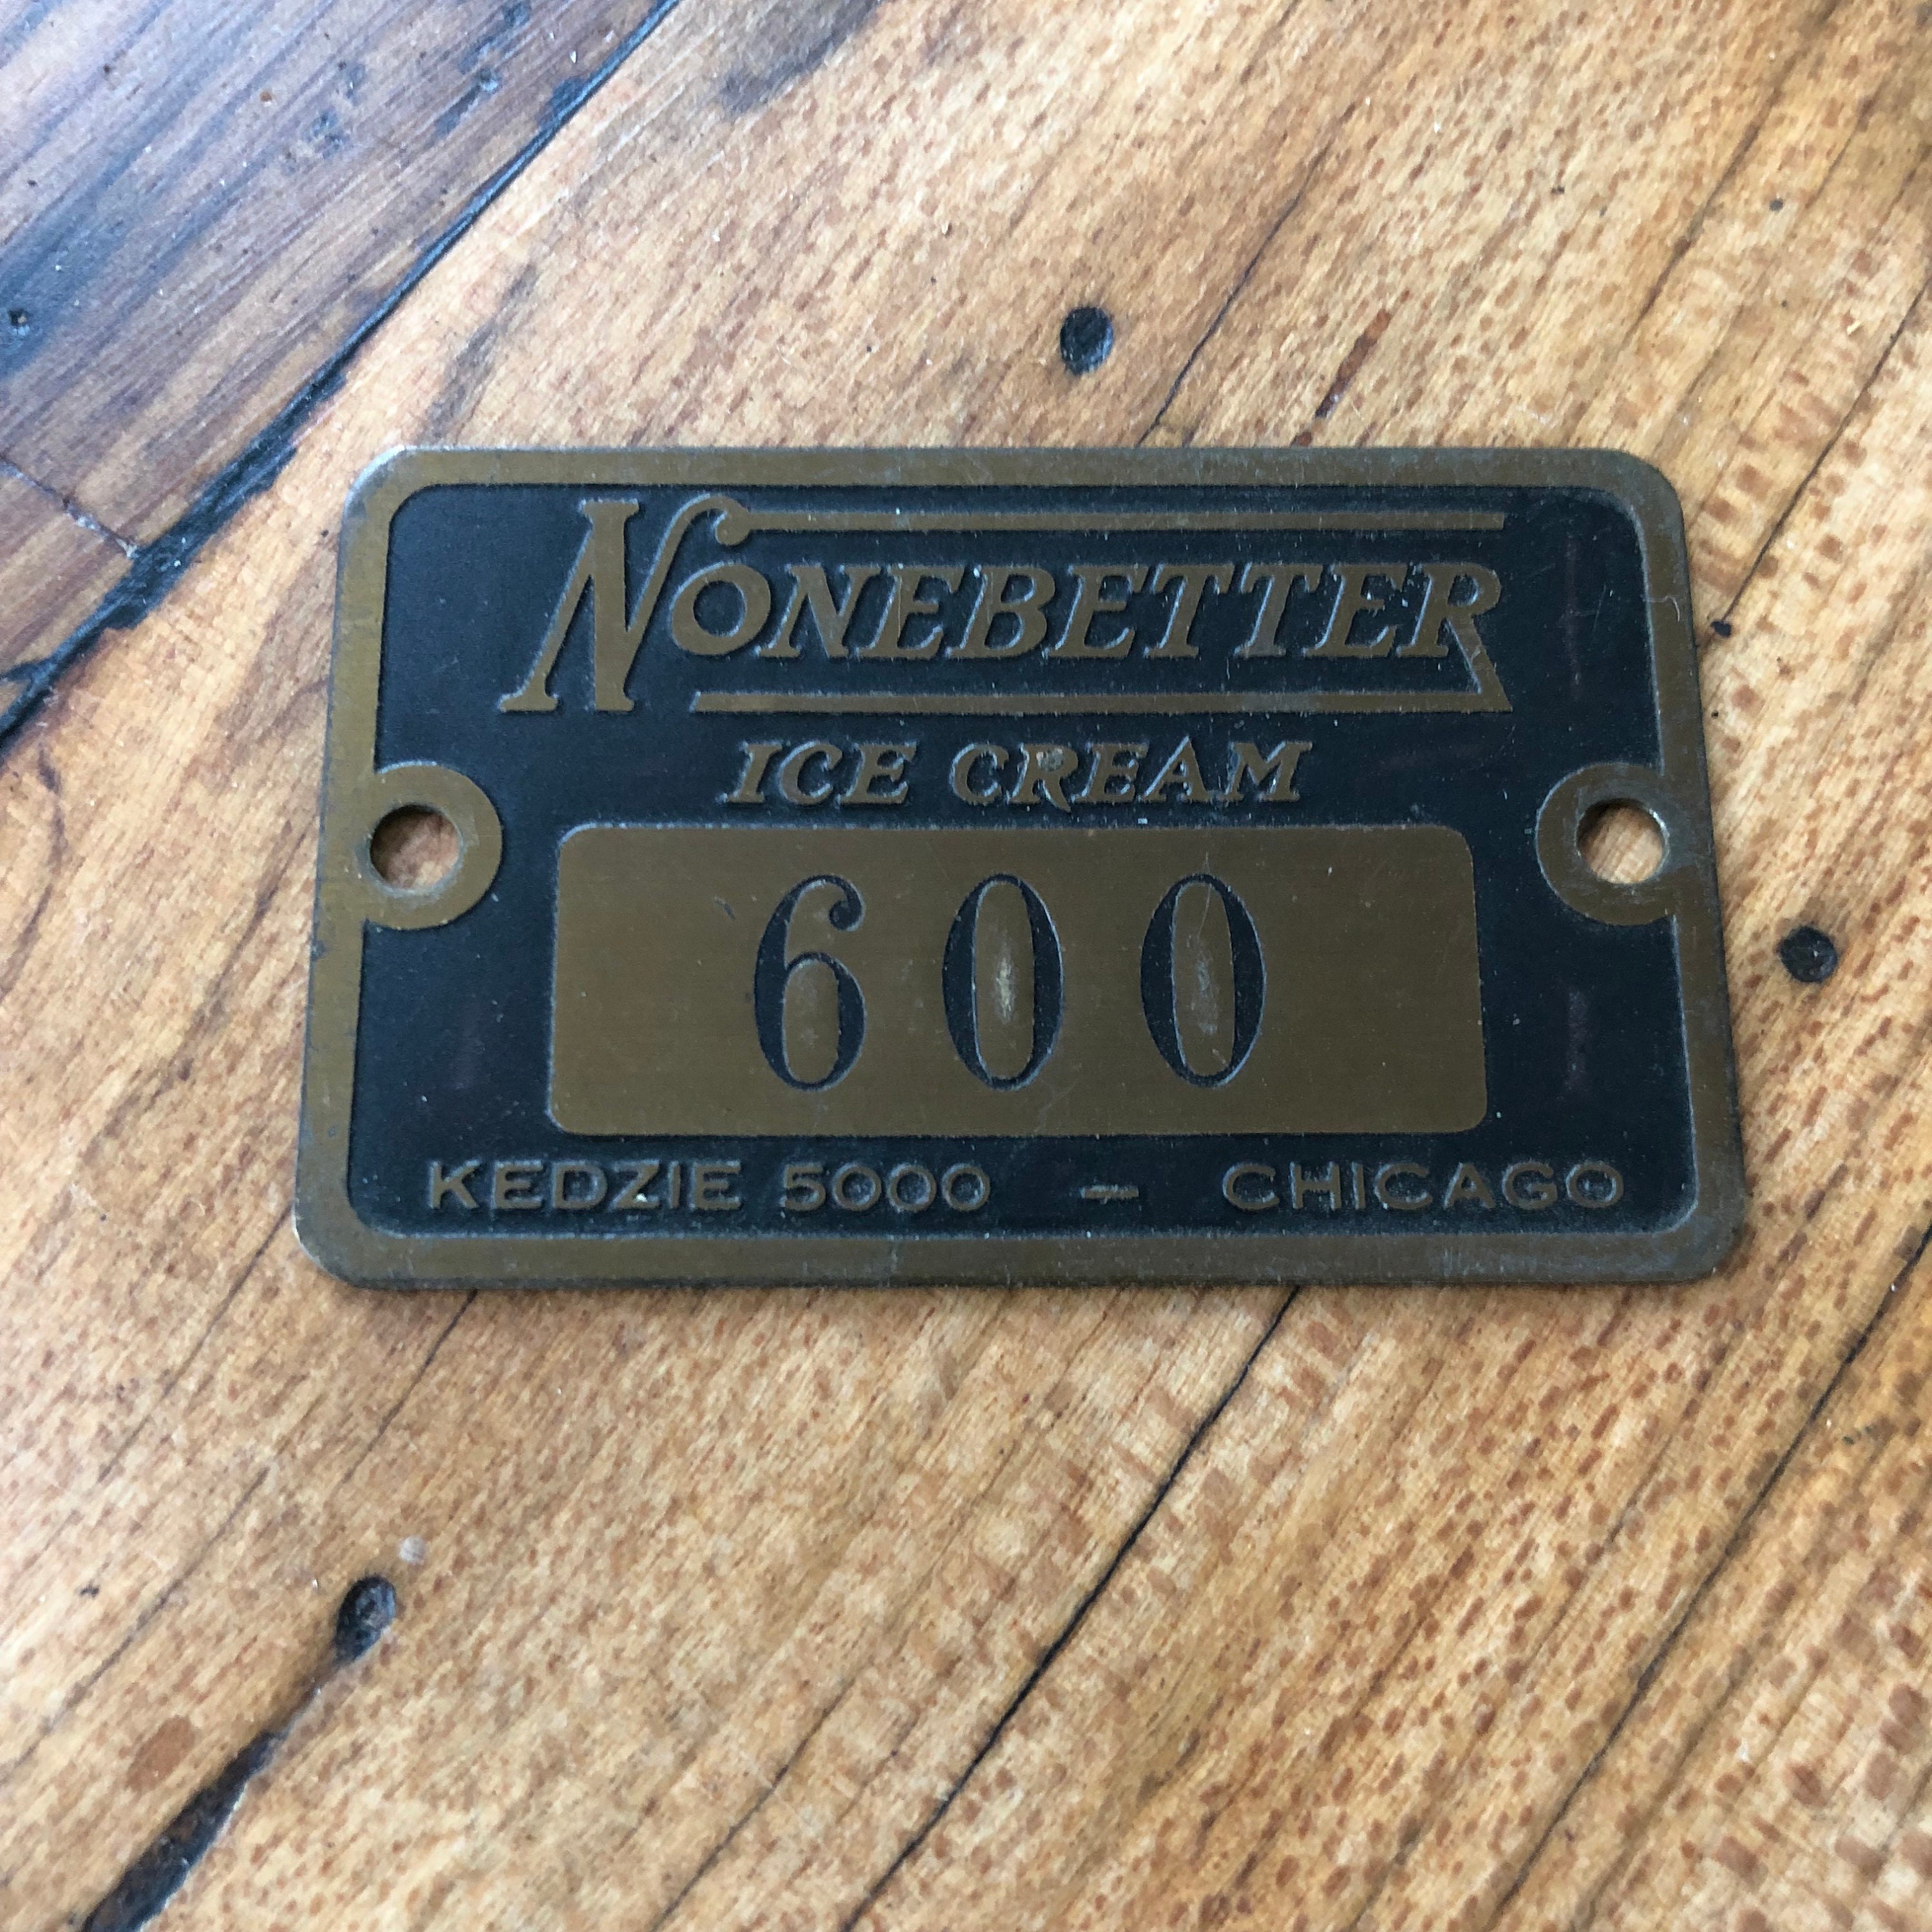 NONEBETTER
ICE CREAM
600
KEDZIE 5000 — CHICAGO